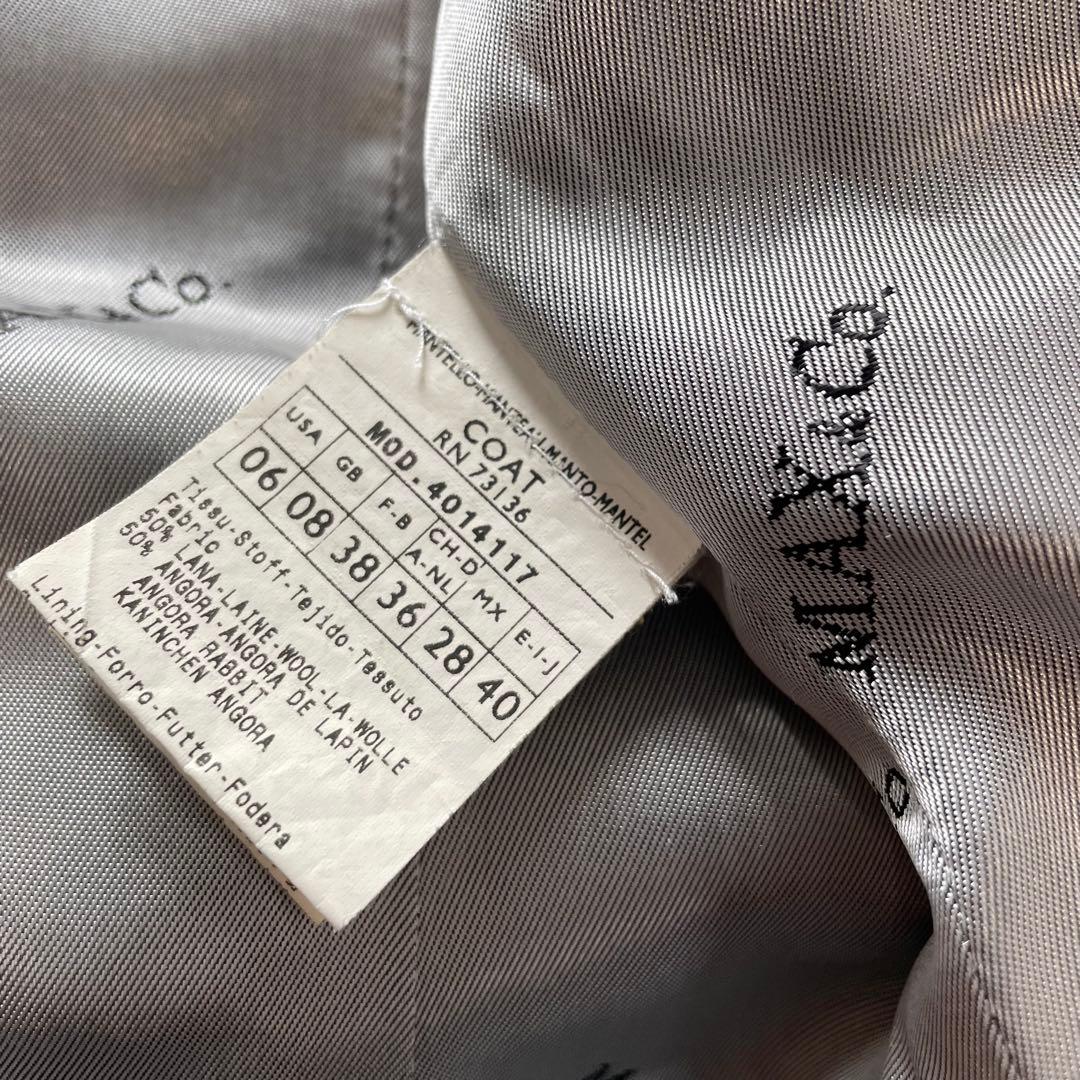 MANTELLO-MANTEAU-MANTO-MANTEL
COAT
RN 73136
MOD.4014117
USA GB F-B CH-D A-NL MX E-I-J
06 08 38 36 28 40
Tissu-Stoff-Tejido-Tessuto
Fabric
50% LANA-LAINE-WOOL-LA.WOLLE
50% ANGORA-ANGORA DE LAPIN
ANGORA RABBIT
KANINCHEN ANGORA
Lining-Forro-Futter-Fodera
MAX&Co.
&Co.